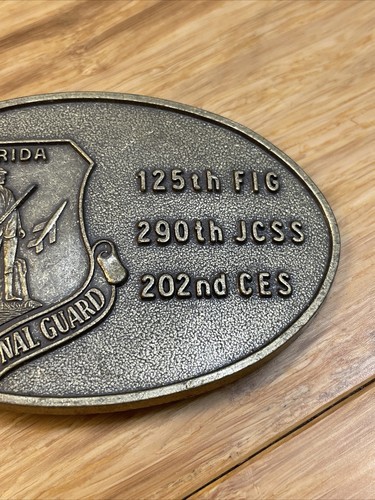 RIDA
125th FIG
290th JCSS
202nd CES
NAL GUARD